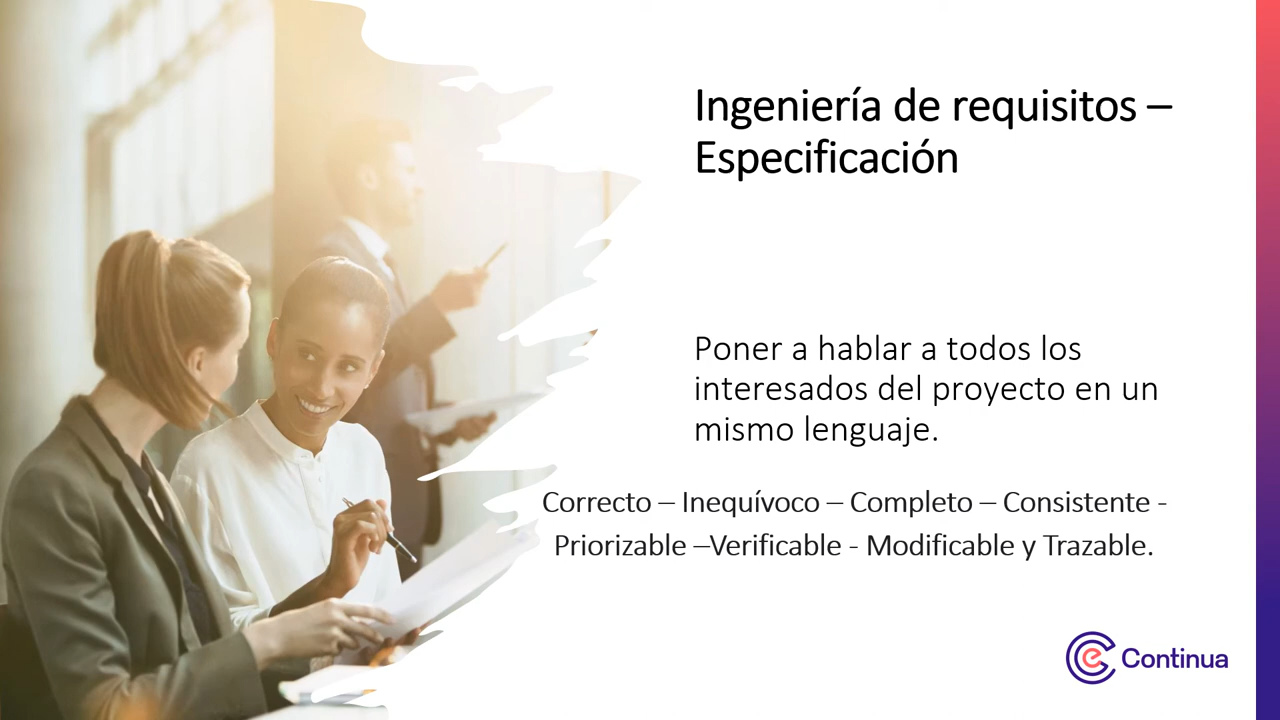 Ingeniería de requisitos –
Especificación
Poner a hablar a todos los
interesados del proyecto en un
mismo lenguaje.
Correcto – Inequívoco – Completo – Consistente -
Priorizable –Verificable - Modificable y Trazable.
Continua